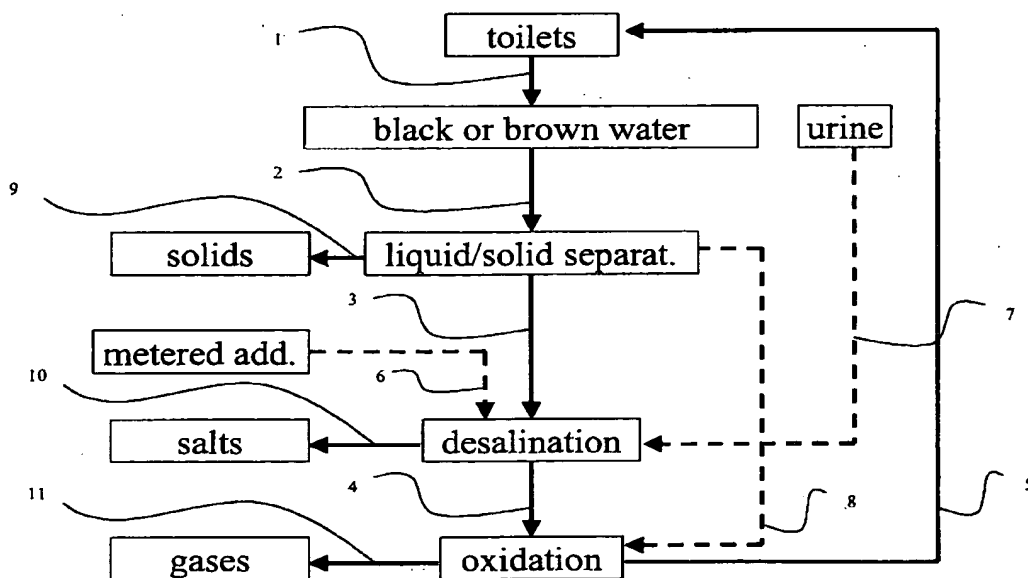 toilets
1
black or brown water
urine
2
9
solids
liquid/solid separat.
3
7
metered add.
6
10
salts
desalination
4
11
8
5
gases
oxidation